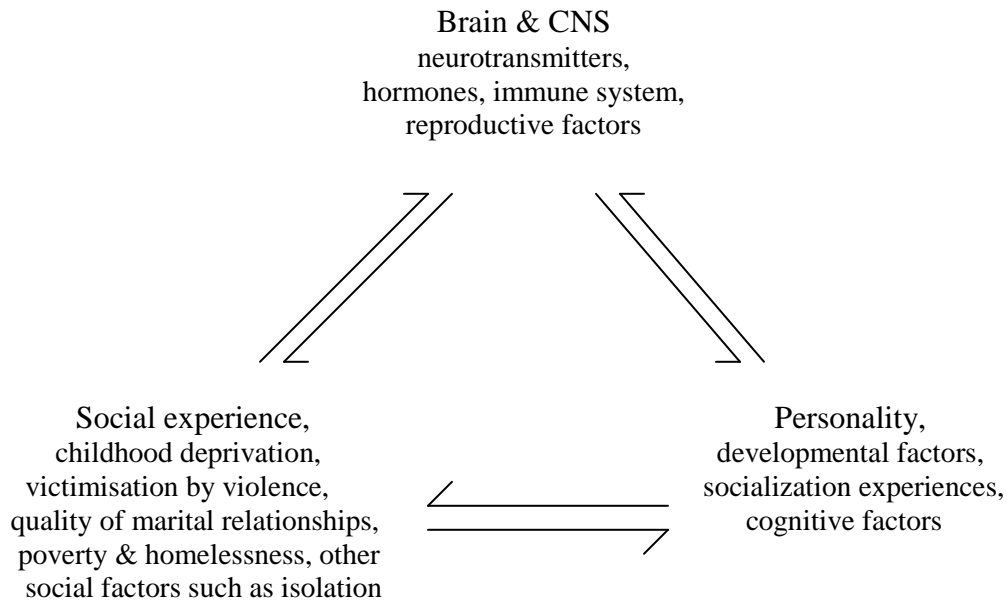 Brain & CNS
neurotransmitters,
hormones, immune system,
reproductive factors
Social experience,
childhood deprivation,
victimisation by violence,
quality of marital relationships,
poverty & homelessness, other
social factors such as isolation
Personality,
developmental factors,
socialization experiences,
cognitive factors